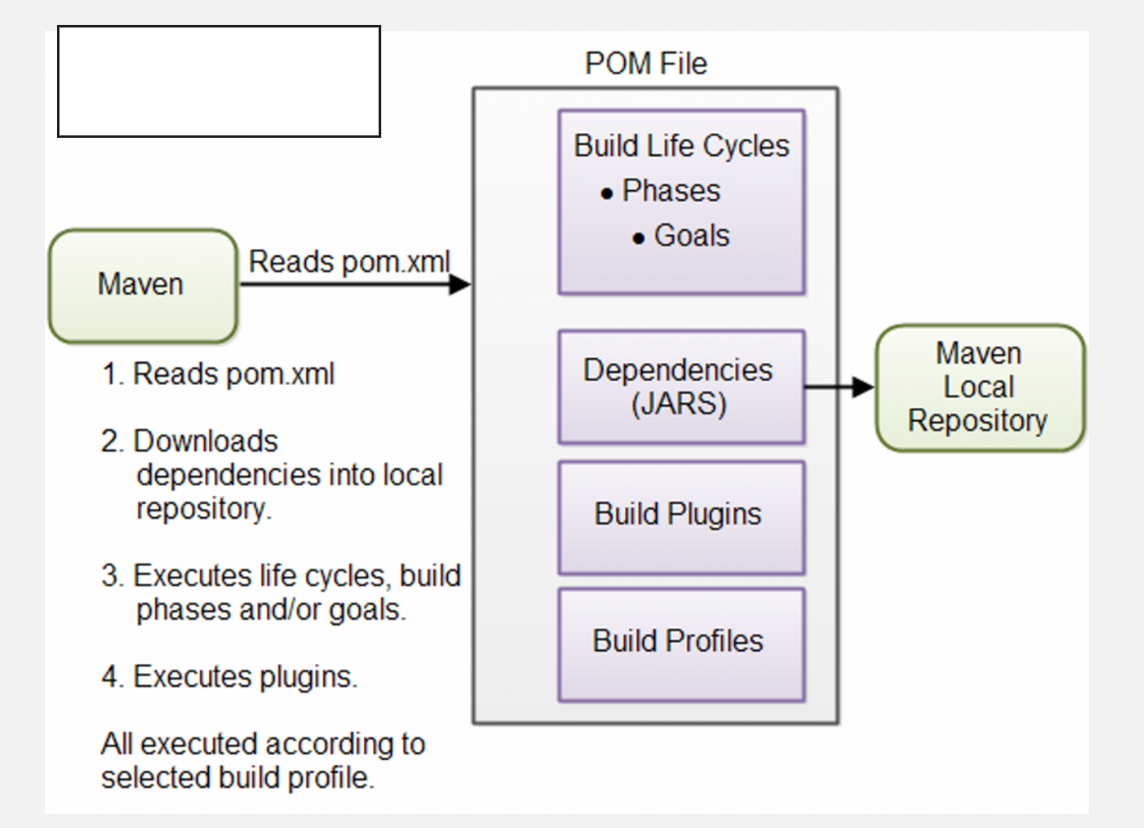 POM File
Build Life Cycles
• Phases
• Goals
Reads pom.xml
Maven
1. Reads pom.xml
2. Downloads
dependencies into local
repository.
3. Executes life cycles, build
phases and/or goals.
4. Executes plugins.
All executed according to
selected build profile.
Dependencies
(JARS)
Maven
Local
Repository
Build Plugins
Build Profiles